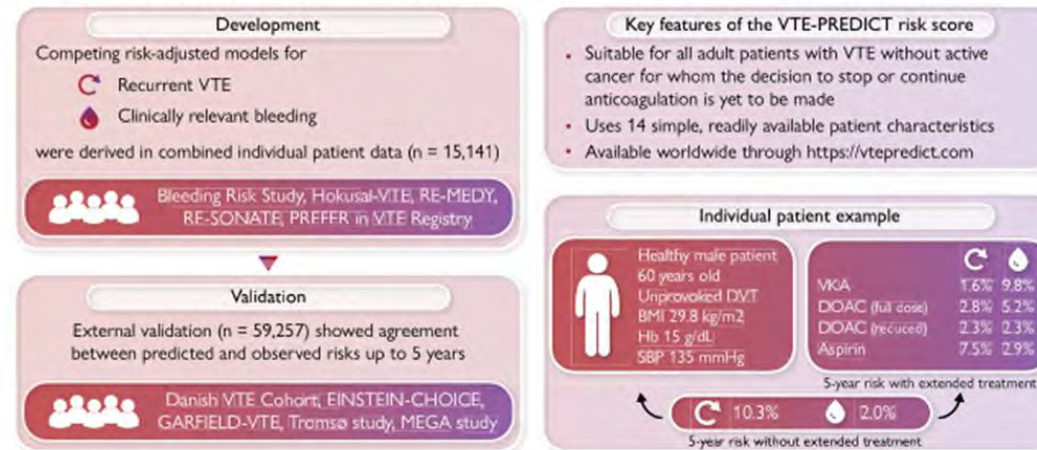 Development
Competing risk-adjusted models for
Recurrent VTE
Clinically relevant bleeding
were derived in combined individual patient data (n = 15,141)
Bleeding Risk Study, Hokusal-VTE, RE-MEDY,
RE-SONATE, PREFER in VTE Registry
Validation
External validation (n = 59,257) showed agreement
between predicted and observed risks up to 5 years
Danish VTE Cohort, EINSTEIN-CHOICE,
GARFIELD-VTE, Tromsø study, MEGA study
Key features of the VTE-PREDICT risk score
• Suitable for all adult patients with VTE without active
cancer for whom the decision to stop or continue
anticoagulation is yet to be made
• Uses 14 simple, readily available patient characteristics
• Available worldwide through https://vtepredict.com
Individual patient example
Healthy male patient
60 years old
Unprovoked DVT
BMI 29.8 kg/m2
Hb 15 g/dL
SBP 135 mmHg
VKA 1.6% 9.8%
DOAC (full dose) 2.8% 5.2%
DOAC (reduced) 2.3% 2.3%
Aspirin 7.5% 2.9%
5-year risk with extended treatment
10.3% 2.0%
5-year risk without extended treatment